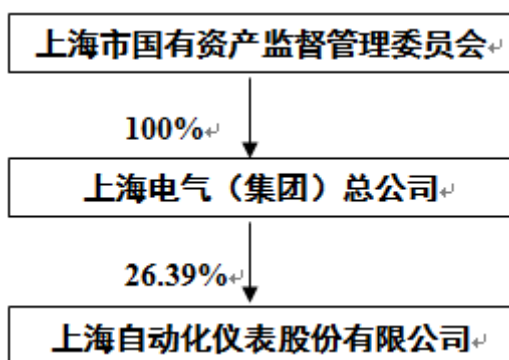 上海市国有资产监督管理委员会
100%
上海电气（集团）总公司
26.39%
上海自动化仪表股份有限公司